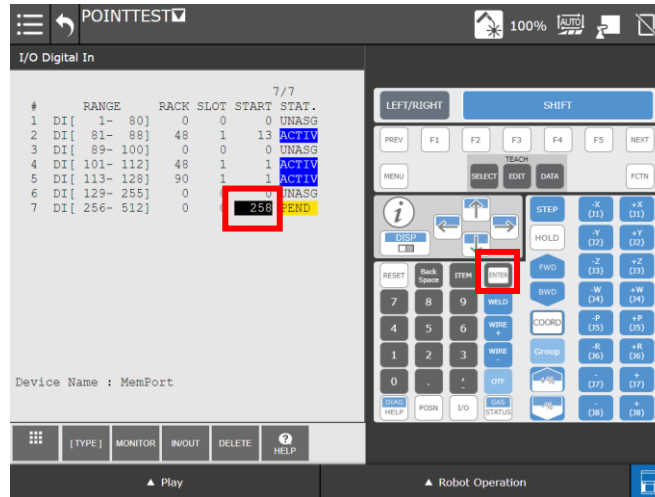 POINTTEST
100%
AUTO
I/O Digital In
7/7
# RANGE RACK SLOT START STAT.
1 DI[ 1- 80] 0 0 0 UNASG
2 DI[ 81- 88] 48 1 13 ACTIV
3 DI[ 89- 100] 0 0 0 UNASG
4 DI[ 101- 112] 48 1 1 ACTIV
5 DI[ 113- 128] 90 1 1 ACTIV
6 DI[ 129- 255] 0 0 0 UNASG
7 DI[ 256- 512] 0 0 258 PEND
Device Name : MemPort
[TYPE] MONITOR IN/OUT DELETE ? HELP
▲ Play
▲ Robot Operation
LEFT/RIGHT SHIFT
PREV F1 F2 F3 F4 F5 NEXT
TEACH
MENU SELECT EDIT DATA FCTN
i
DISP
STEP -X (J1) +X (J1)
HOLD -Y (J2) +Y (J2)
RESET Back Space ITEM ENTER FWD -Z (J3) +Z (J3)
7 8 9 WELD BWD -W (J4) +W (J4)
4 5 6 WIRE + COORD -P (J5) +P (J5)
1 2 3 WIRE - Group -R (J6) +R (J6)
0 . OTF +% - (J7) + (J7)
DIAG HELP POSN I/O GAS STATUS -% - (J8) + (J8)